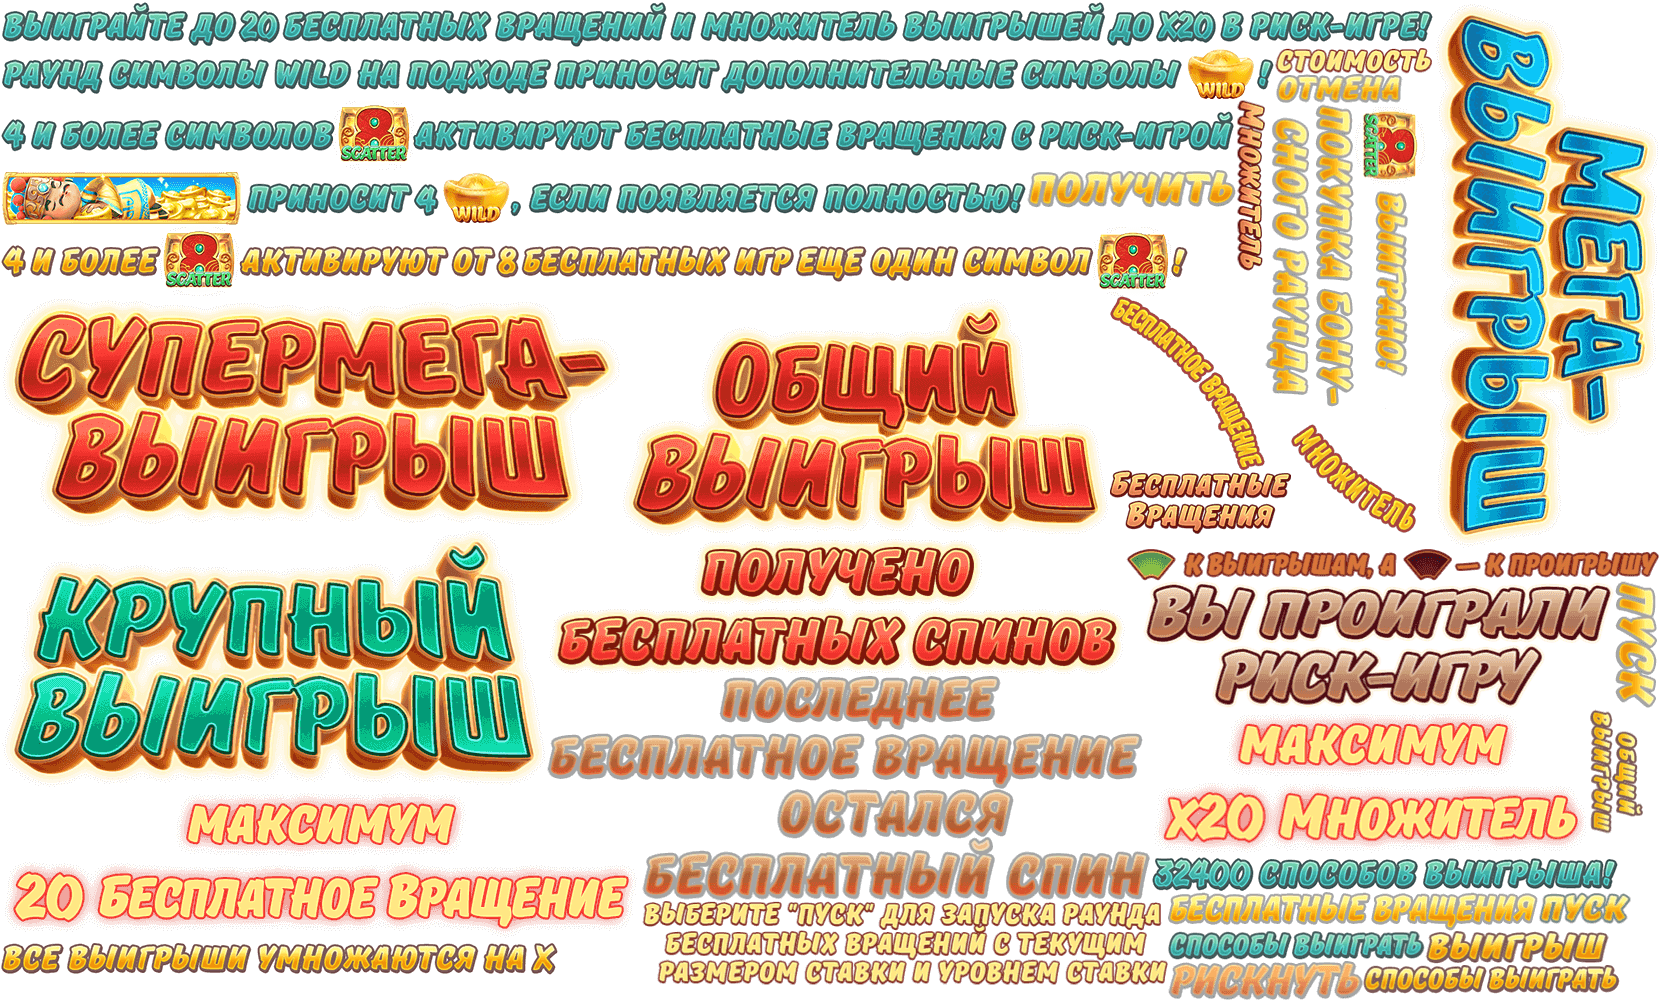 ВЫИГРАЙТЕ ДО 20 БЕСПЛАТНЫХ ВРАЩЕНИЙ И МНОЖИТЕЛЬ ВЫИГРЫШЕЙ ДО X20 В РИСК-ИГРЕ!
РАУНД СИМВОЛЫ WILD НА ПОДХОДЕ ПРИНОСИТ ДОПОЛНИТЕЛЬНЫЕ СИМВОЛЫ WILD !
СТОИМОСТЬ
ОТМЕНА
4 И БОЛЕЕ СИМВОЛОВ 8 SCATTER АКТИВИРУЮТ БЕСПЛАТНЫЕ ВРАЩЕНИЯ С РИСК-ИГРОЙ
ПРИНОСИТ 4 WILD , ЕСЛИ ПОЯВЛЯЕТСЯ ПОЛНОСТЬЮ!
ПОЛУЧИТЬ
4 И БОЛЕЕ 8 SCATTER АКТИВИРУЮТ ОТ 8 БЕСПЛАТНЫХ ИГР ЕЩЕ ОДИН СИМВОЛ 8 SCATTER !
МНОЖИТЕЛЬ
ПОКУПКА БОНУ-
СНОГО РАУНДА
8 SCATTER ВЫИГРАНО!
МЕГА-
ВЫИГРЫШ
СУПЕРМЕГА-
ВЫИГРЫШ
ОБЩИЙ
ВЫИГРЫШ
БЕСПЛАТНОЕ ВРАЩЕНИЕ
МНОЖИТЕЛЬ
БЕСПЛАТНЫЕ
ВРАЩЕНИЯ
КРУПНЫЙ
ВЫИГРЫШ
ПОЛУЧЕНО
БЕСПЛАТНЫХ СПИНОВ
К ВЫИГРЫШАМ, А — К ПРОИГРЫШУ
ВЫ ПРОИГРАЛИ
РИСК-ИГРУ
ПУСК
ПОСЛЕДНЕЕ
БЕСПЛАТНОЕ ВРАЩЕНИЕ
ОСТАЛСЯ
БЕСПЛАТНЫЙ СПИН
МАКСИМУМ
X20 МНОЖИТЕЛЬ
ОБЩИЙ
ВЫИГРЫШ
МАКСИМУМ
20 БЕСПЛАТНОЕ ВРАЩЕНИЕ
ВСЕ ВЫИГРЫШИ УМНОЖАЮТСЯ НА X
ВЫБЕРИТЕ "ПУСК" ДЛЯ ЗАПУСКА РАУНДА
БЕСПЛАТНЫХ ВРАЩЕНИЙ С ТЕКУЩИМ
РАЗМЕРОМ СТАВКИ И УРОВНЕМ СТАВКИ
32400 СПОСОБОВ ВЫИГРЫША!
БЕСПЛАТНЫЕ ВРАЩЕНИЯ ПУСК
СПОСОБЫ ВЫИГРАТЬ ВЫИГРЫШ
РИСКНУТЬ СПОСОБЫ ВЫИГРАТЬ